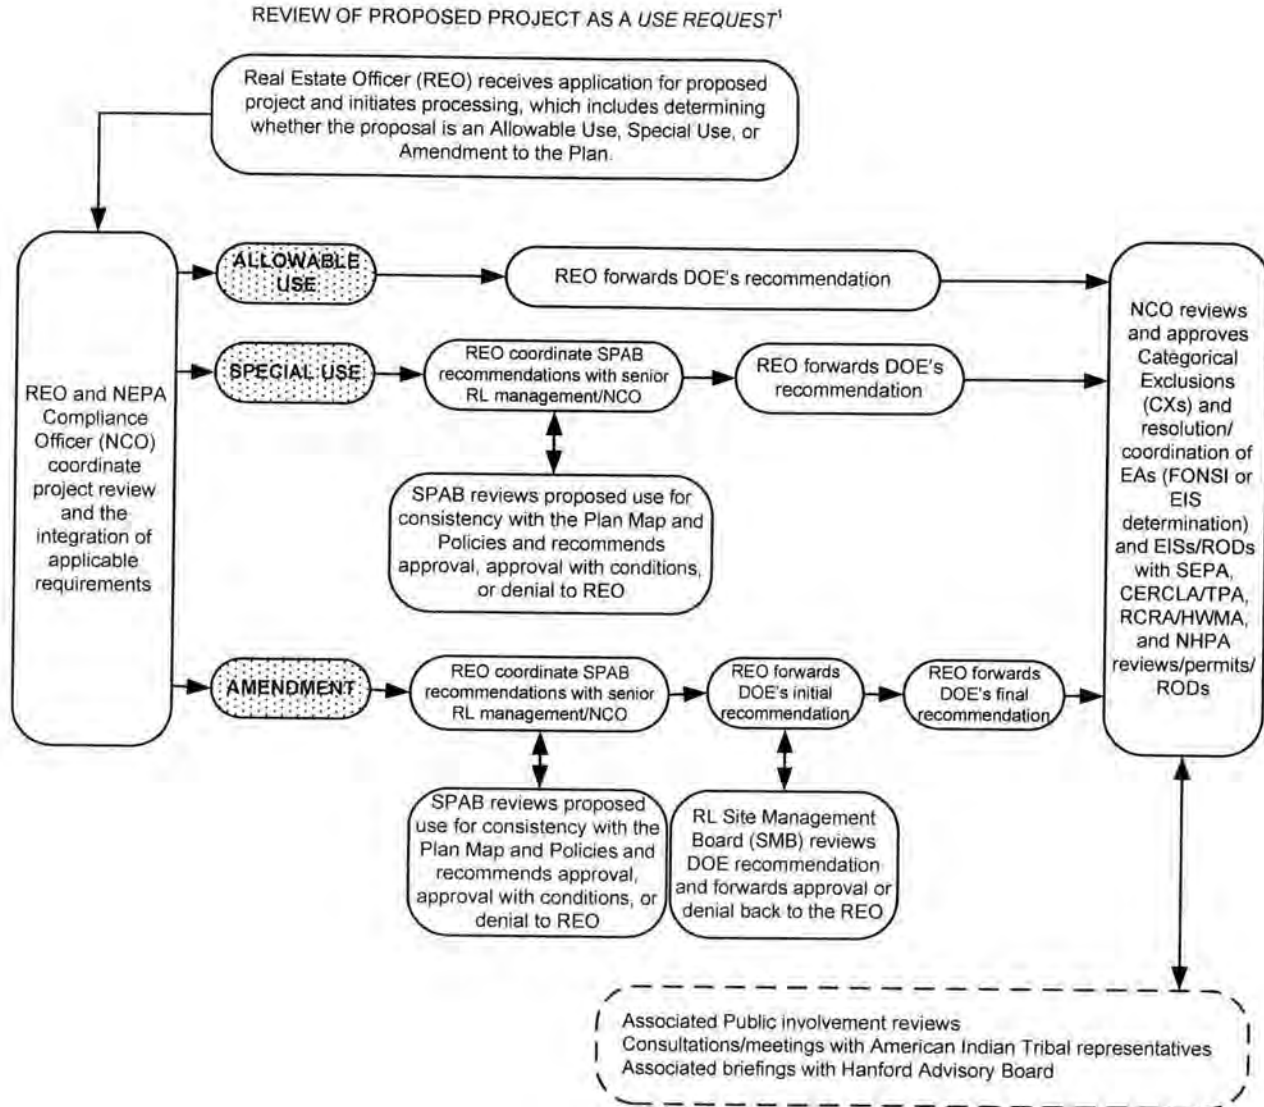 REVIEW OF PROPOSED PROJECT AS A USE REQUEST¹
Real Estate Officer (REO) receives application for proposed
project and initiates processing, which includes determining
whether the proposal is an Allowable Use, Special Use, or
Amendment to the Plan.
REO and NEPA
Compliance
Officer (NCO)
coordinate
project review
and the
integration of
applicable
requirements
ALLOWABLE
USE
REO forwards DOE's recommendation
SPECIAL USE
REO coordinate SPAB
recommendations with senior
RL management/NCO
REO forwards DOE's
recommendation
SPAB reviews proposed use for
consistency with the Plan Map and
Policies and recommends
approval, approval with conditions,
or denial to REO
AMENDMENT
REO coordinate SPAB
recommendations with senior
RL management/NCO
REO forwards
DOE's initial
recommendation
REO forwards
DOE's final
recommendation
SPAB reviews proposed
use for consistency with the
Plan Map and Policies and
recommends approval,
approval with conditions, or
denial to REO
RL Site Management
Board (SMB) reviews
DOE recommendation
and forwards approval or
denial back to the REO
NCO reviews
and approves
Categorical
Exclusions
(CXs) and
resolution/
coordination of
EAs (FONSI or
EIS
determination)
and EISs/RODs
with SEPA,
CERCLA/TPA,
RCRA/HWMA,
and NHPA
reviews/permits/
RODs
Associated Public involvement reviews
Consultations/meetings with American Indian Tribal representatives
Associated briefings with Hanford Advisory Board